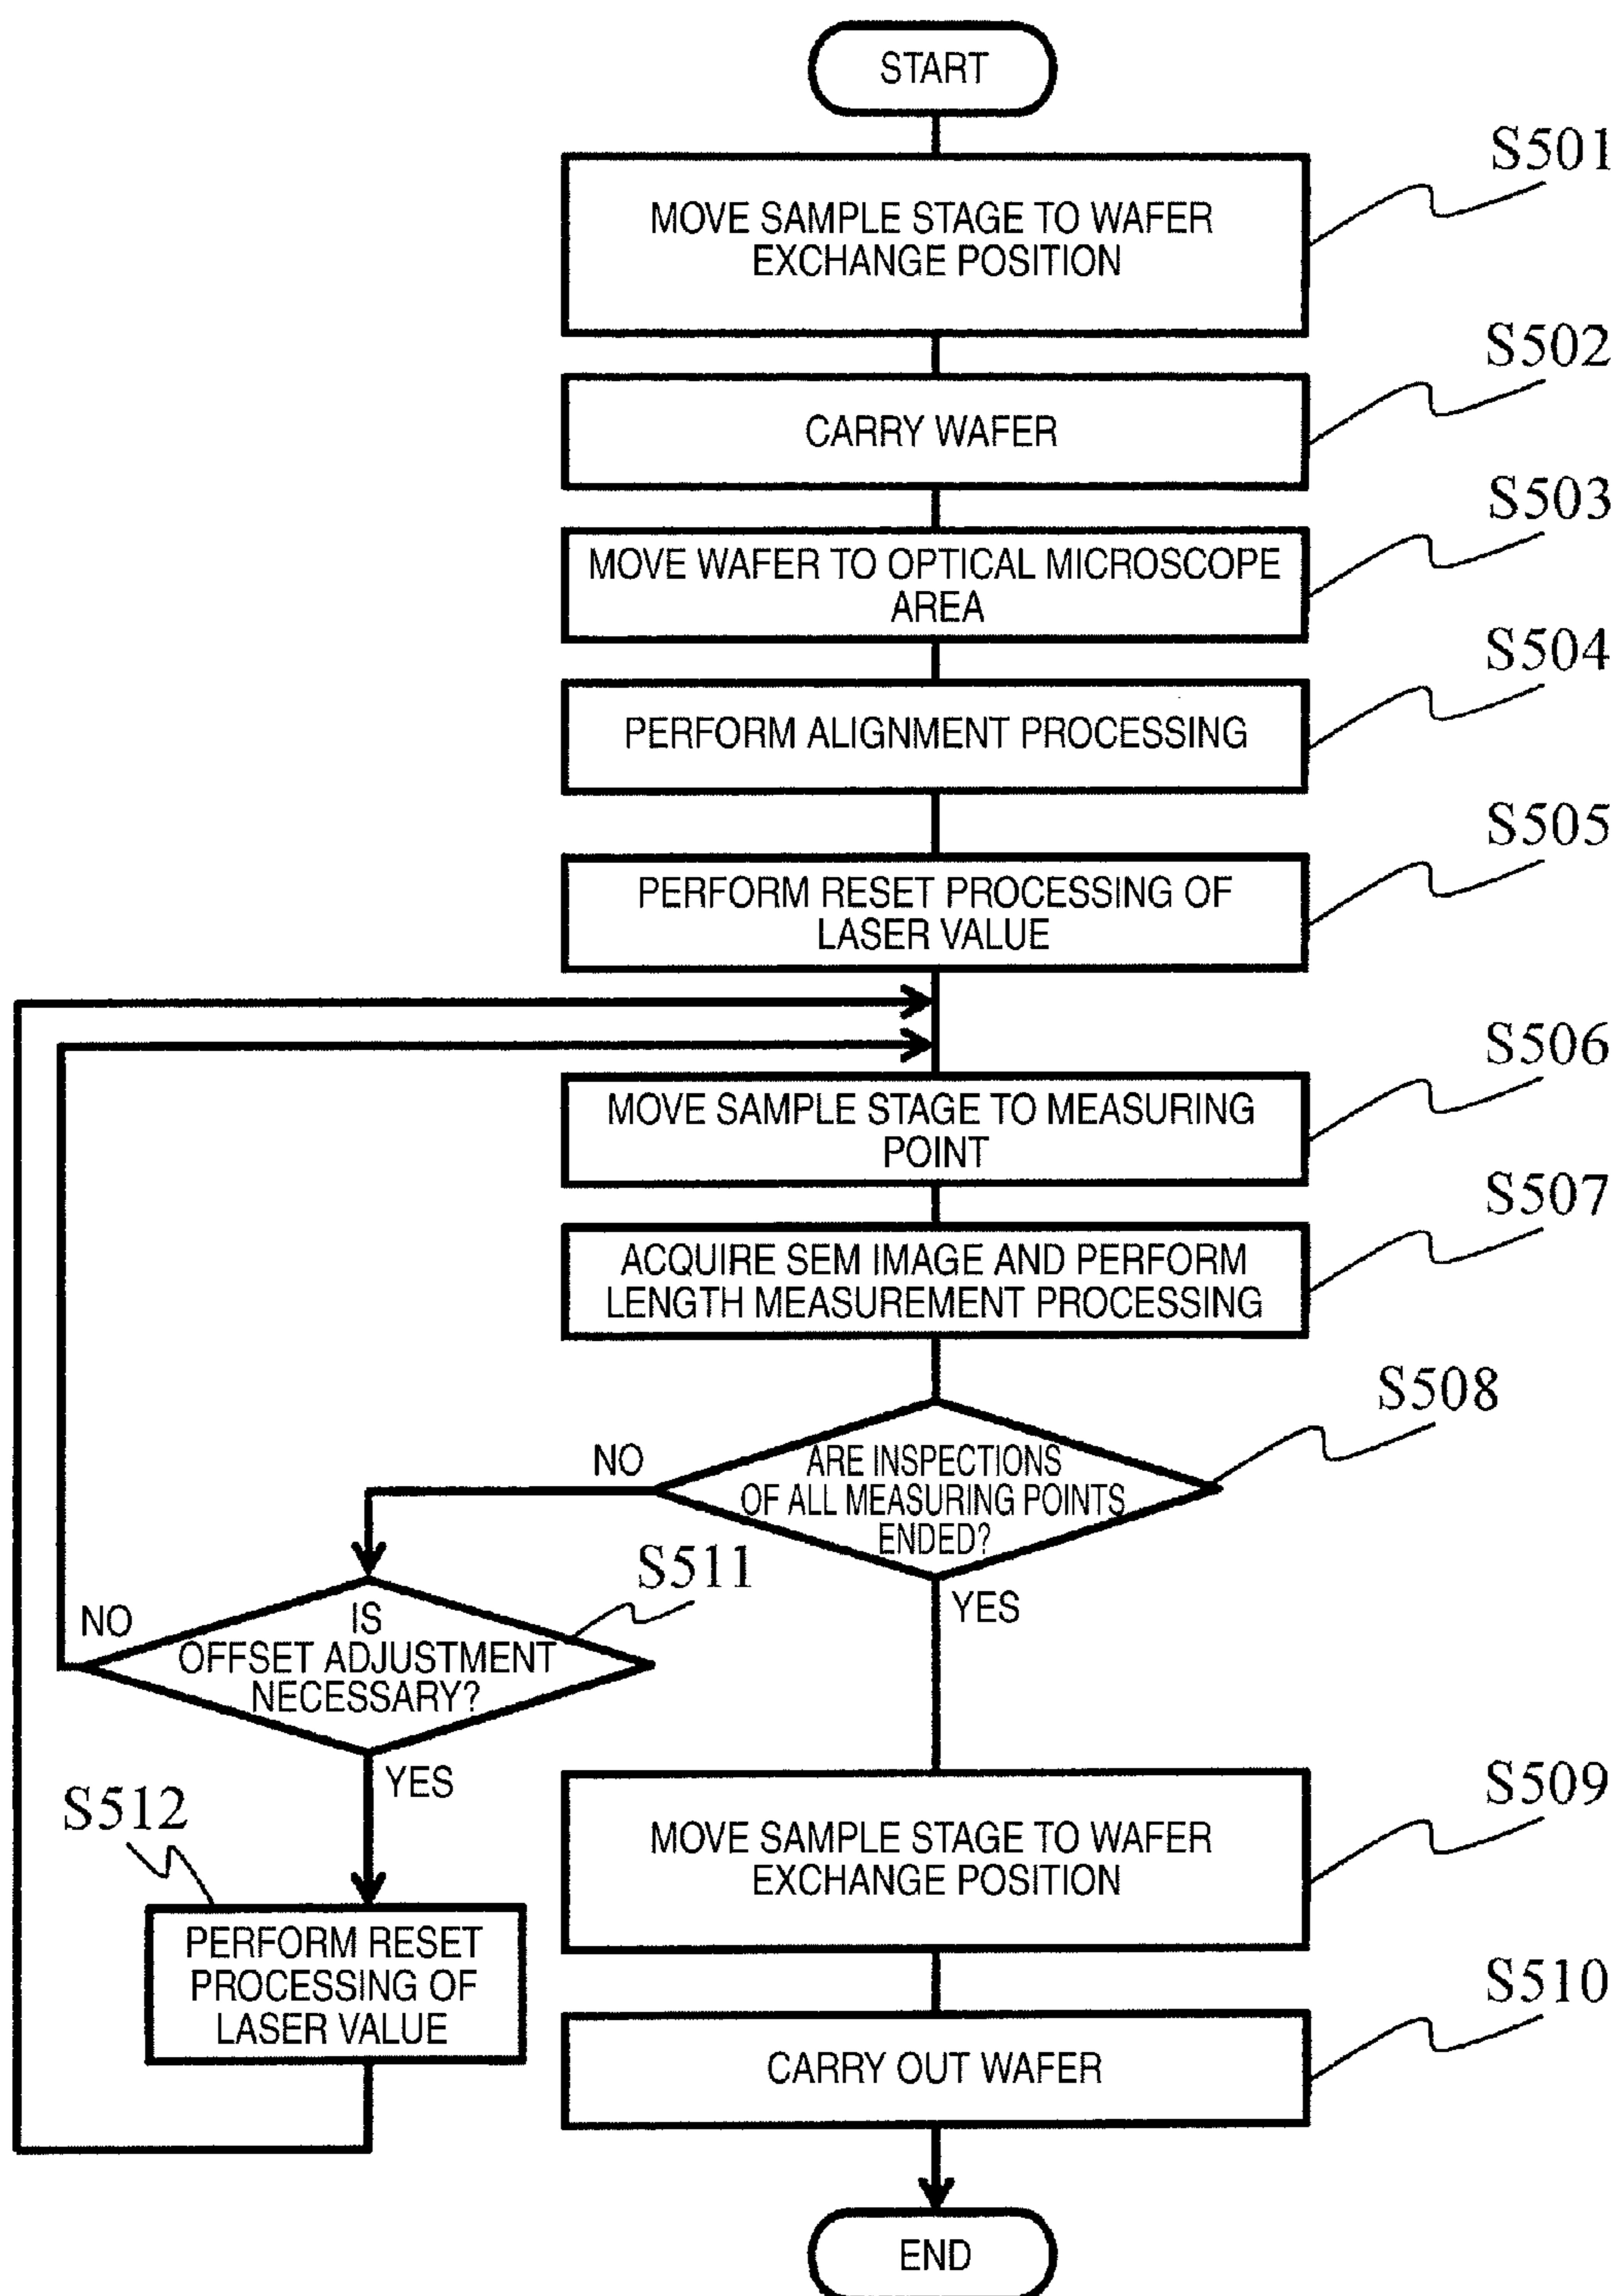 START
S501
MOVE SAMPLE STAGE TO WAFER
EXCHANGE POSITION
S502
CARRY WAFER
S503
MOVE WAFER TO OPTICAL MICROSCOPE
AREA
S504
PERFORM ALIGNMENT PROCESSING
S505
PERFORM RESET PROCESSING OF
LASER VALUE
S506
MOVE SAMPLE STAGE TO MEASURING
POINT
S507
ACQUIRE SEM IMAGE AND PERFORM
LENGTH MEASUREMENT PROCESSING
S508
NO
ARE INSPECTIONS
OF ALL MEASURING POINTS
ENDED?
YES
S511
NO
IS
OFFSET ADJUSTMENT
NECESSARY?
YES
S512
PERFORM RESET
PROCESSING OF
LASER VALUE
S509
MOVE SAMPLE STAGE TO WAFER
EXCHANGE POSITION
S510
CARRY OUT WAFER
END